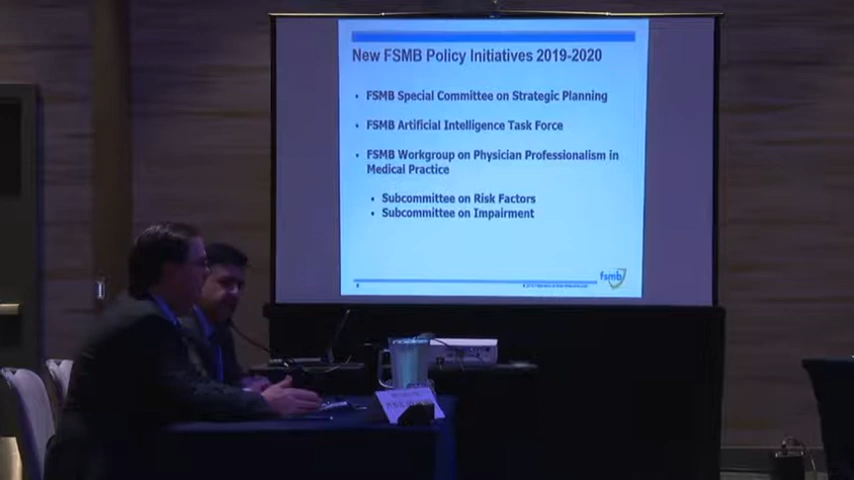 New FSMB Policy Initiatives 2019-2020
• FSMB Special Committee on Strategic Planning
• FSMB Artificial Intelligence Task Force
• FSMB Workgroup on Physician Professionalism in
Medical Practice
• Subcommittee on Risk Factors
• Subcommittee on Impairment
fsmb